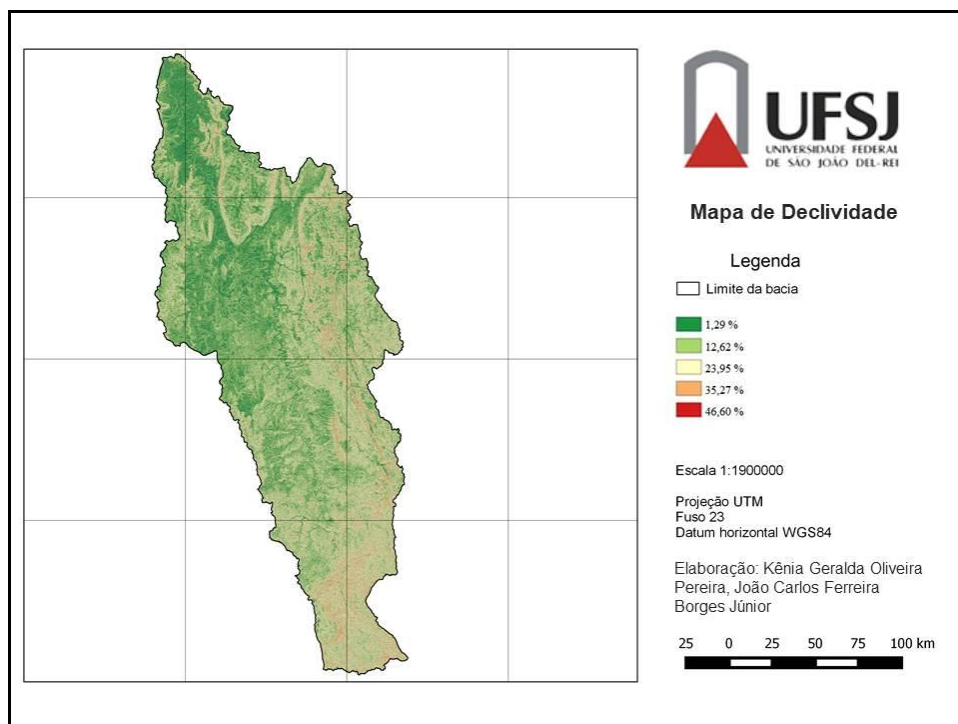 UFSJ
UNIVERSIDADE FEDERAL
DE SÃO JOÃO DEL-REI
Mapa de Declividade
Legenda
Limite da bacia
1,29 %
12,62 %
23,95 %
35,27 %
46,60 %
Escala 1:1900000
Projeção UTM
Fuso 23
Datum horizontal WGS84
Elaboração: Kênia Geralda Oliveira
Pereira, João Carlos Ferreira
Borges Júnior
25 0 25 50 75 100 km